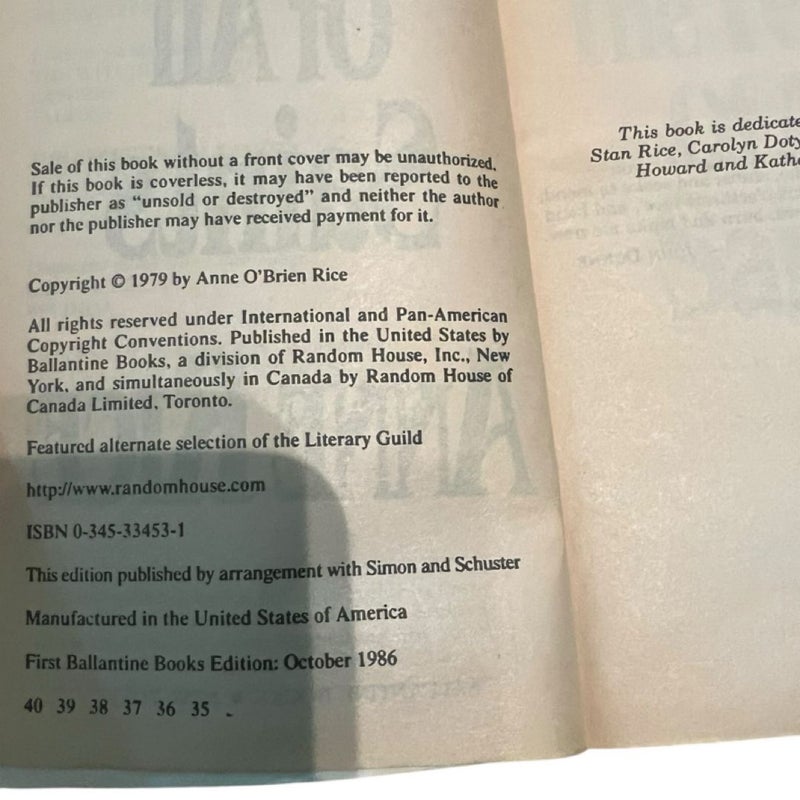 Sale of this book without a front cover may be unauthorized.
If this book is coverless, it may have been reported to the
publisher as “unsold or destroyed” and neither the author
nor the publisher may have received payment for it.
Copyright © 1979 by Anne O’Brien Rice
All rights reserved under International and Pan-American
Copyright Conventions. Published in the United States by
Ballantine Books, a division of Random House, Inc., New
York, and simultaneously in Canada by Random House of
Canada Limited, Toronto.
Featured alternate selection of the Literary Guild
http://www.randomhouse.com
ISBN 0-345-33453-1
This edition published by arrangement with Simon and Schuster
Manufactured in the United States of America
First Ballantine Books Edition: October 1986
40 39 38 37 36 35
This book is dedicate
Stan Rice, Carolyn Doty
Howard and Kath